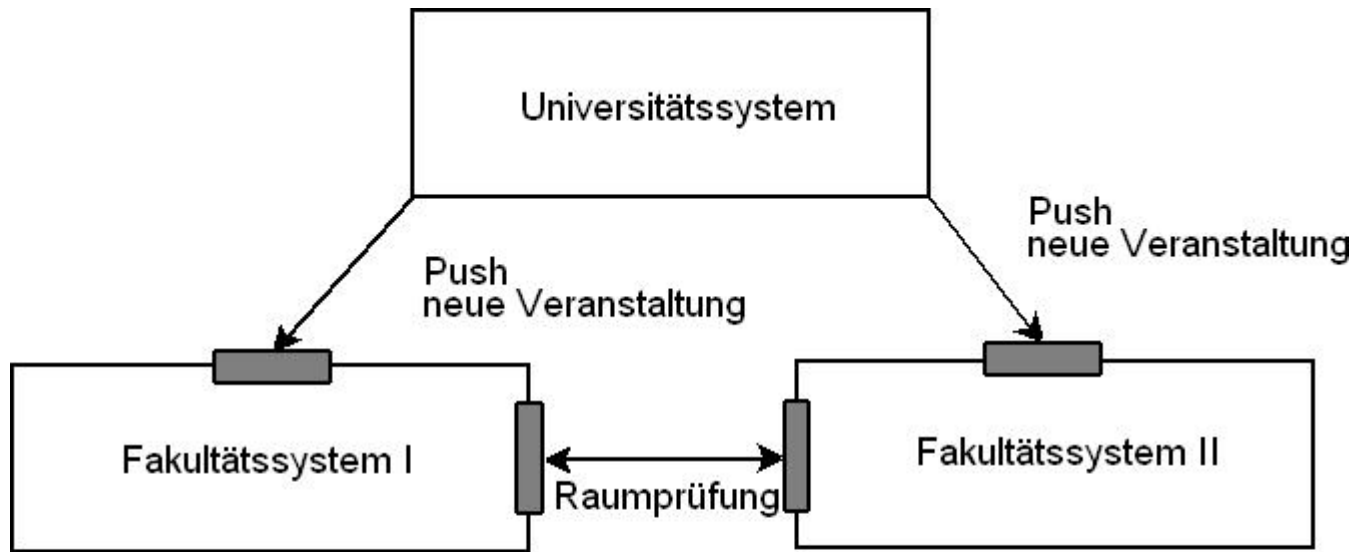 Universitätssystem
Push
neue Veranstaltung
Push
neue Veranstaltung
Fakultätssystem I
Raumprüfung
Fakultätssystem II